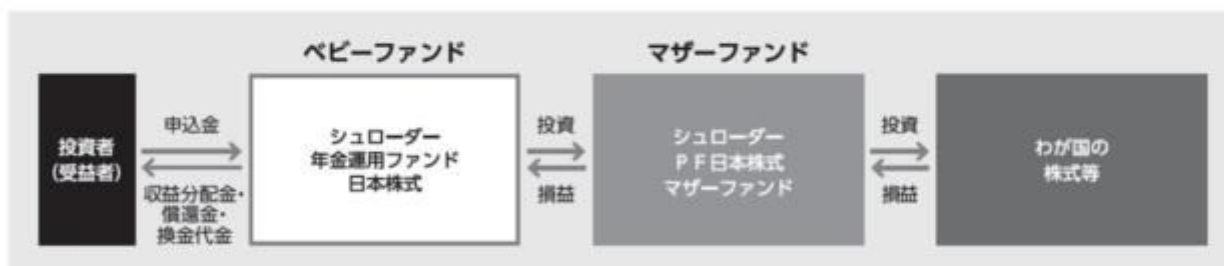 ベビーファンド
マザーファンド
投資者
(受益者)
申込金
収益分配金・
償還金・
換金代金
シュローダー
年金運用ファンド
日本株式
投資
損益
シュローダー
ＰＦ日本株式
マザーファンド
投資
損益
わが国の
株式等